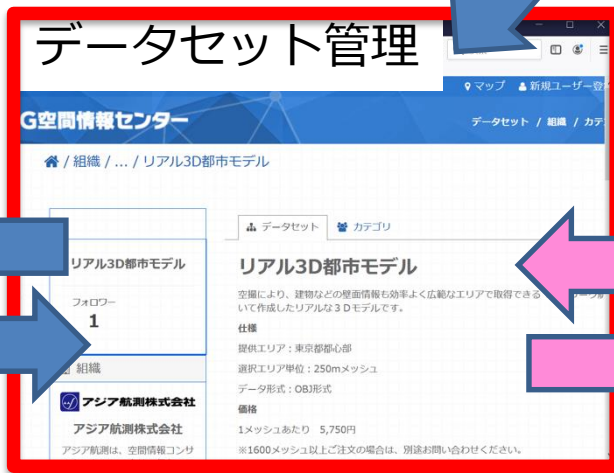 データセット管理
マップ 新規ユーザー登
G空間情報センター
データセット / 組織 / カテ
/ 組織 / ... / リアル3D都市モデル
データセット カテゴリ
リアル3D都市モデル
フォロワー
1
組織
アジア航測株式会社
アジア航測株式会社
アジア航測は、空間情報コンサ
リアル3D都市モデル
空撮により、建物などの壁面情報も効率よく広範なエリアで取得できる
いて作成したリアルな3Dモデルです。
仕様
提供エリア：東京都都心部
選択エリア単位：250mメッシュ
データ形式：OBJ形式
価格
1メッシュあたり 5,750円
※1600メッシュ以上ご注文の場合は、別途お問い合わせください。